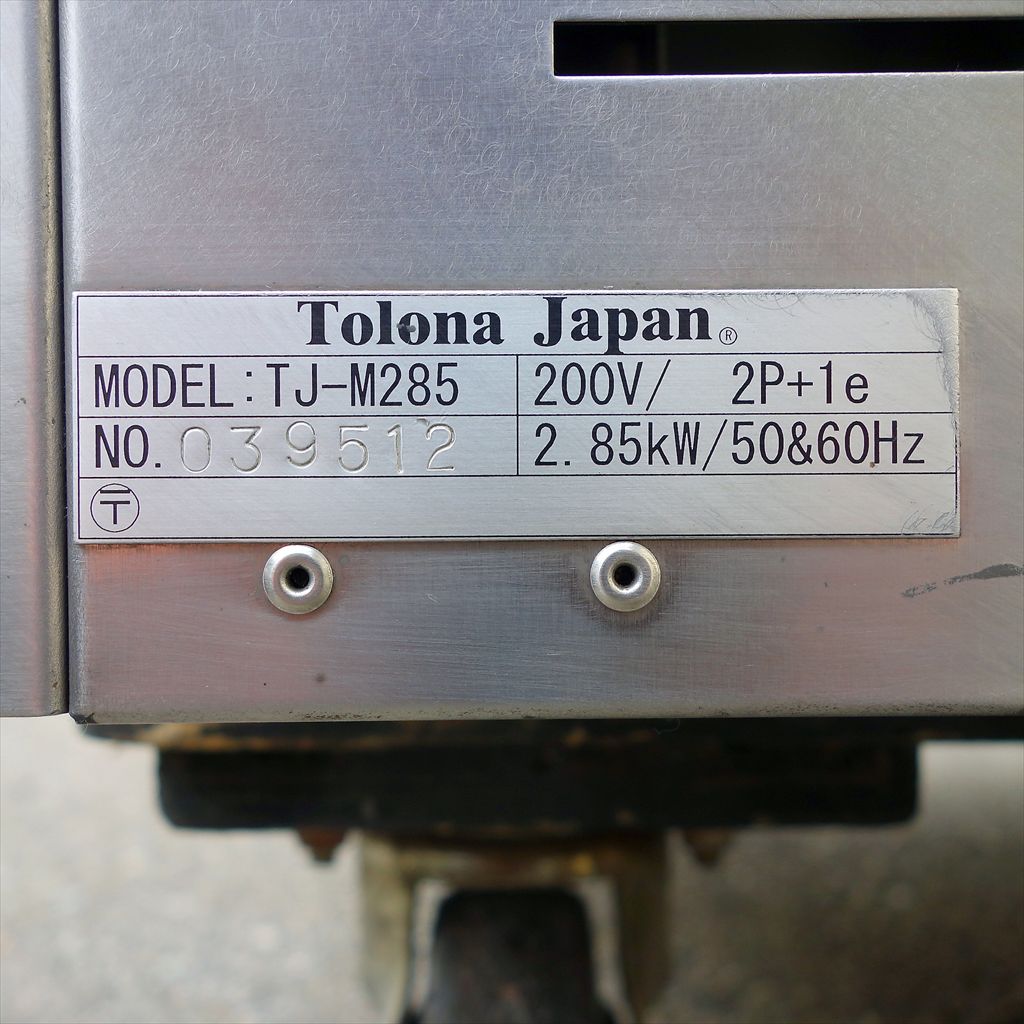 Tolona Japan®
MODEL:TJ-M285
200V/ 2P+1e
NO. 039512
2.85kW/50&60Hz